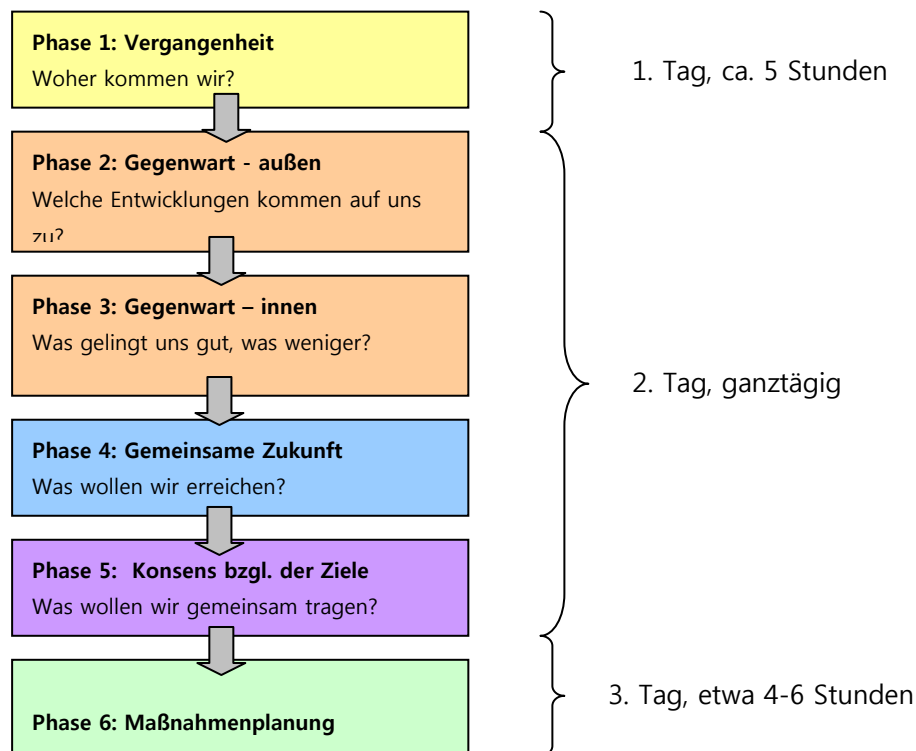 Phase 1: Vergangenheit
Woher kommen wir?
1. Tag, ca. 5 Stunden
Phase 2: Gegenwart - außen
Welche Entwicklungen kommen auf uns
zu?
Phase 3: Gegenwart – innen
Was gelingt uns gut, was weniger?
2. Tag, ganztägig
Phase 4: Gemeinsame Zukunft
Was wollen wir erreichen?
Phase 5:  Konsens bzgl. der Ziele
Was wollen wir gemeinsam tragen?
Phase 6: Maßnahmenplanung
3. Tag, etwa 4-6 Stunden